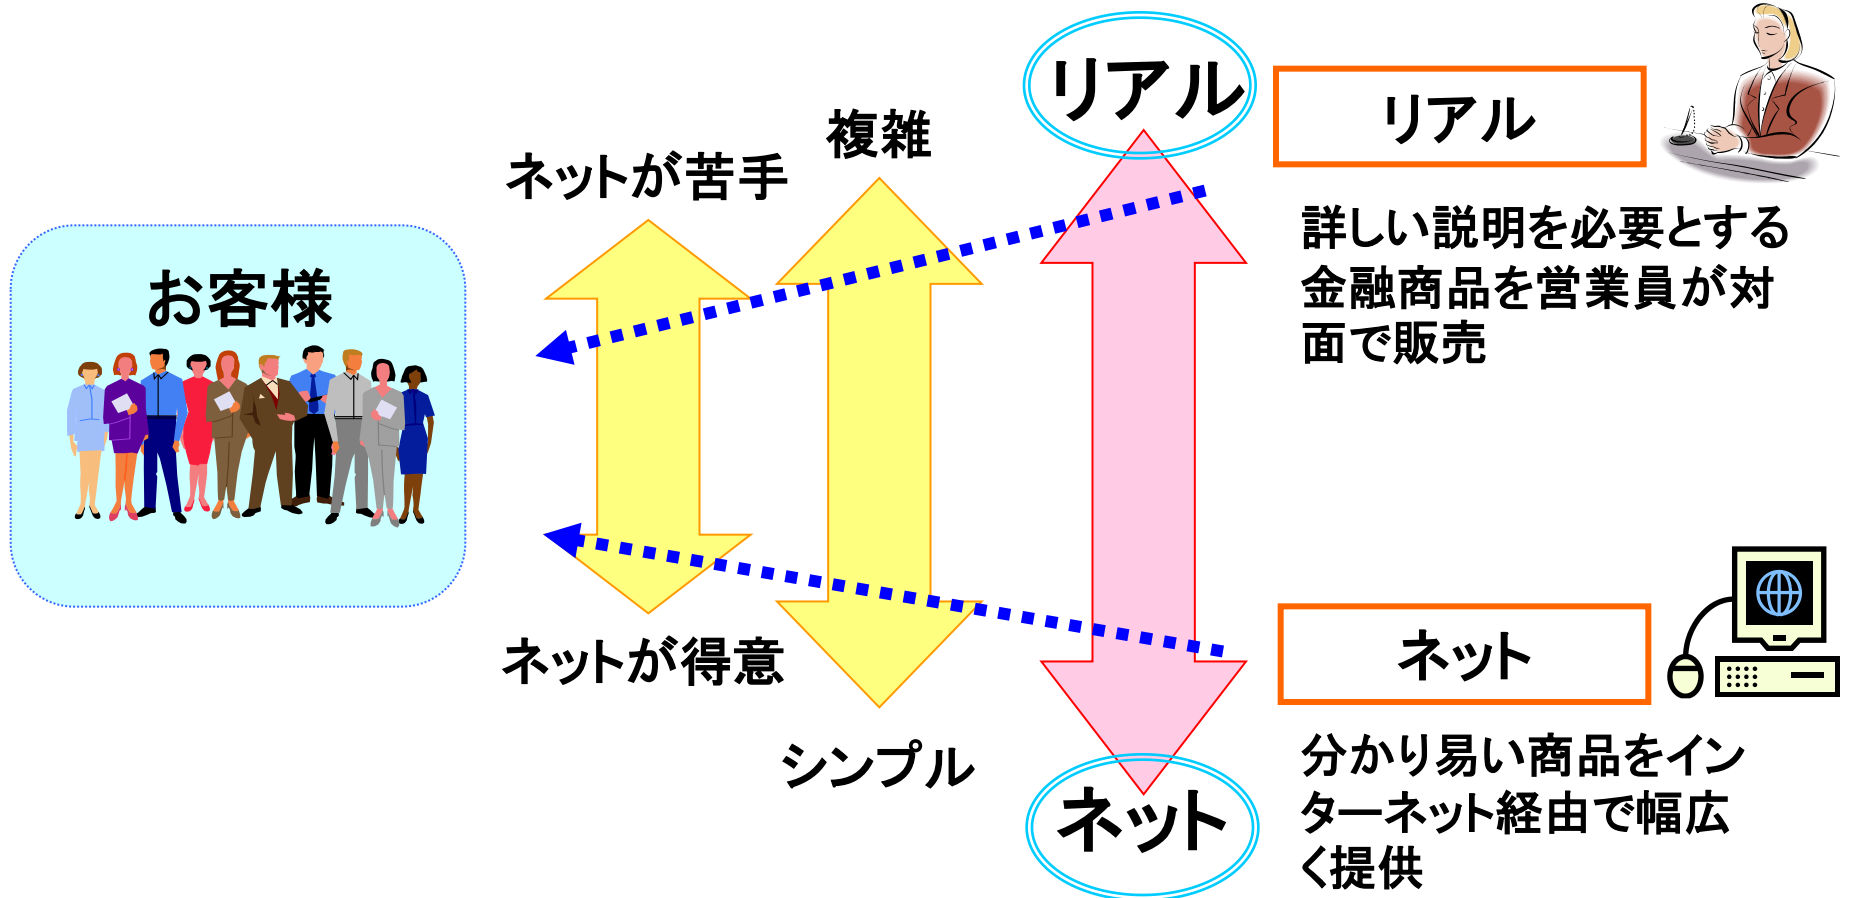 リアル
リアル
複雑
ネットが苦手
詳しい説明を必要とする
金融商品を営業員が対
面で販売
お客様
ネット
ネットが得意
シンプル
分かり易い商品をイン
ターネット経由で幅広
く提供
ネット